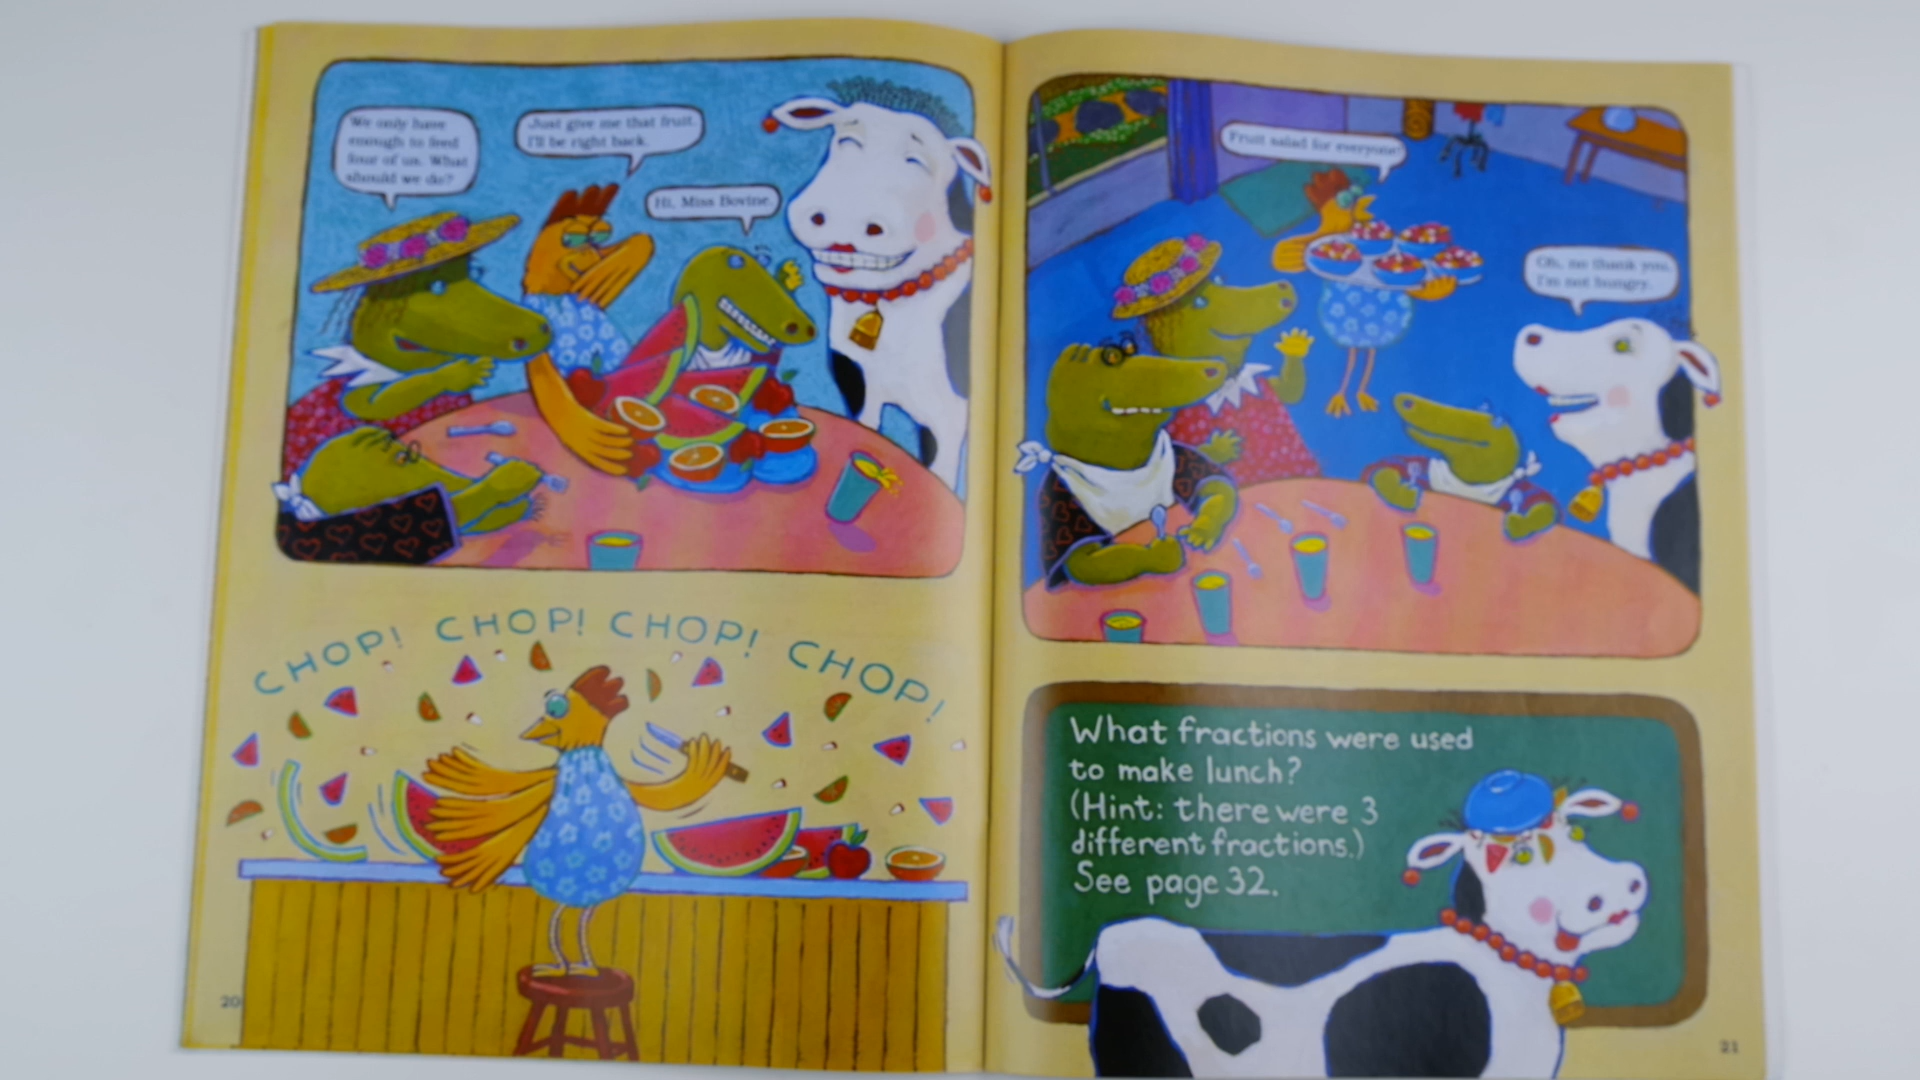 We only have
enough to feed
four of us. What
should we do?
Just give me that fruit.
I'll be right back.
Hi, Miss Bovine.
CHOP! CHOP! CHOP! CHOP!
20
Fruit salad for everyone!
Oh, no thank you.
I'm not hungry.
What fractions were used
to make lunch?
(Hint: there were 3
different fractions.)
See page 32.
21